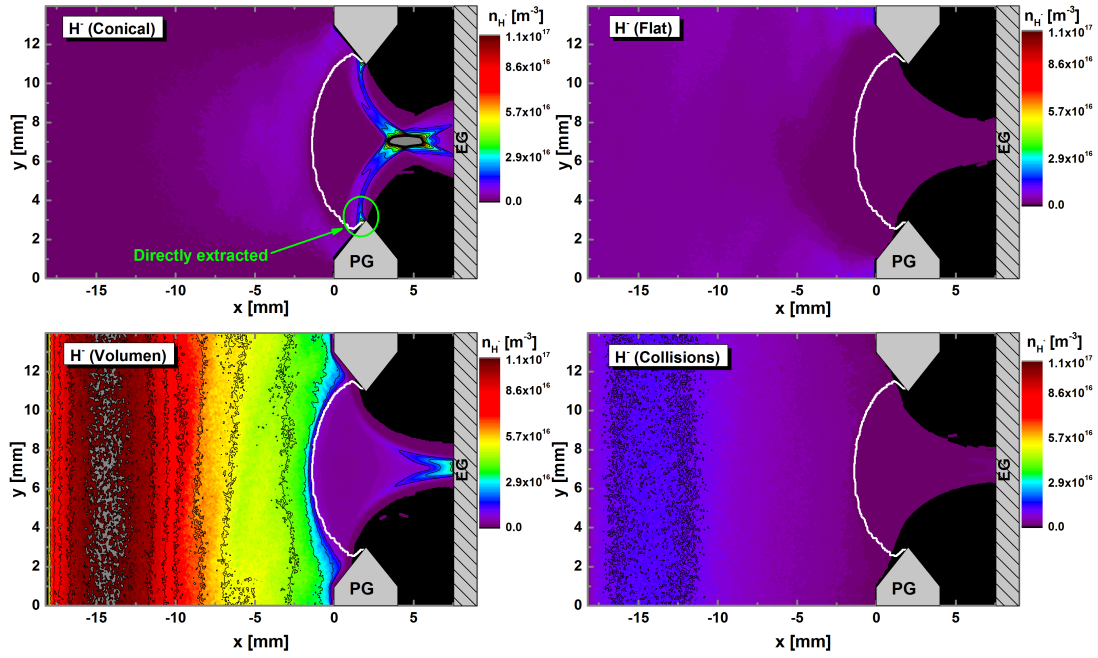 H⁻ (Conical)
n_H⁻ [m⁻³]
1.1x10¹⁷
8.6x10¹⁶
5.7x10¹⁶
2.9x10¹⁶
0.0
12
10
8
6
4
2
0
y [mm]
-15
-10
-5
0
5
x [mm]
Directly extracted
PG
EG
H⁻ (Flat)
n_H⁻ [m⁻³]
1.1x10¹⁷
8.6x10¹⁶
5.7x10¹⁶
2.9x10¹⁶
0.0
12
10
8
6
4
2
0
y [mm]
-15
-10
-5
0
5
x [mm]
PG
EG
H⁻ (Volumen)
n_H⁻ [m⁻³]
1.1x10¹⁷
8.6x10¹⁶
5.7x10¹⁶
2.9x10¹⁶
0.0
12
10
8
6
4
2
0
y [mm]
-15
-10
-5
0
5
x [mm]
PG
EG
H⁻ (Collisions)
n_H⁻ [m⁻³]
1.1x10¹⁷
8.6x10¹⁶
5.7x10¹⁶
2.9x10¹⁶
0.0
12
10
8
6
4
2
0
y [mm]
-15
-10
-5
0
5
x [mm]
PG
EG